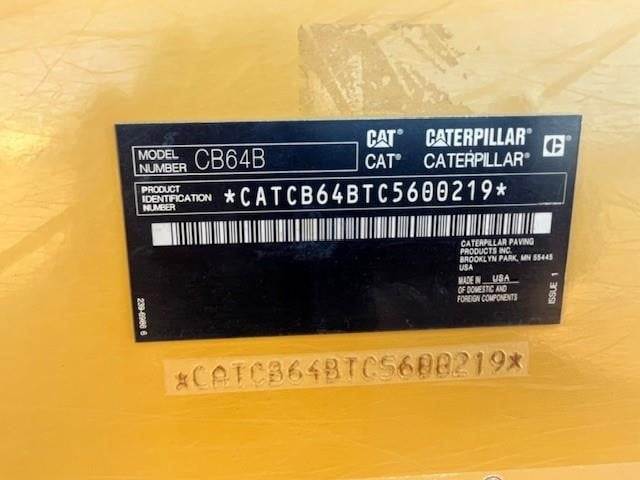 CAT® CATERPILLAR®
CAT® CATERPILLAR®
MODEL NUMBER CB64B
PRODUCT
IDENTIFICATION
NUMBER
*CATCB64BTC5600219*
CATERPILLAR PAVING
PRODUCTS INC.
BROOKLYN PARK, MN 55445
USA
MADE IN USA
OF DOMESTIC AND
FOREIGN COMPONENTS
ISSUE 1
*CATCB64BTC5600219*